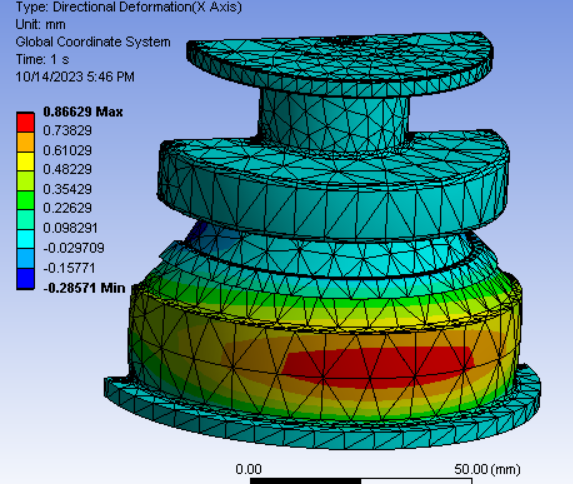 Type: Directional Deformation(X Axis)
Unit: mm
Global Coordinate System
Time: 1 s
10/14/2023 5:46 PM
0.86629 Max
0.73829
0.61029
0.48229
0.35429
0.22629
0.098291
-0.029709
-0.15771
-0.28571 Min
0.00 50.00 (mm)